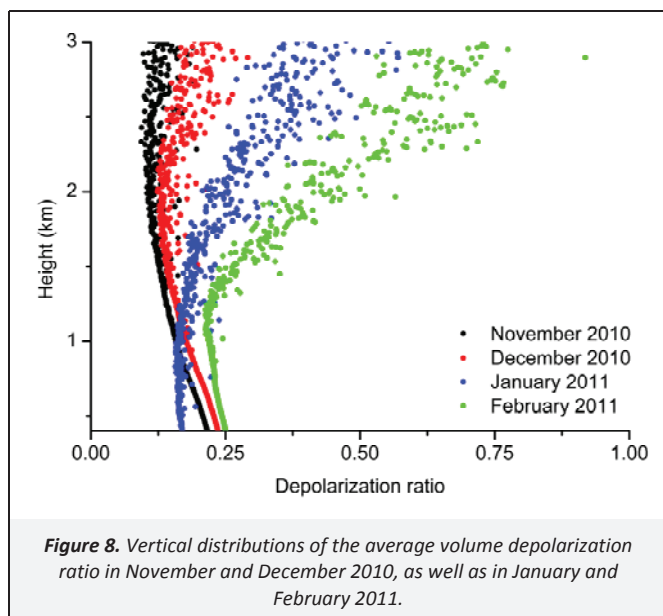 3
2
1
Height (km)
November 2010
December 2010
January 2011
February 2011
0.00 0.25 0.50 0.75 1.00
Depolarization ratio
Figure 8. Vertical distributions of the average volume depolarization
ratio in November and December 2010, as well as in January and
February 2011.